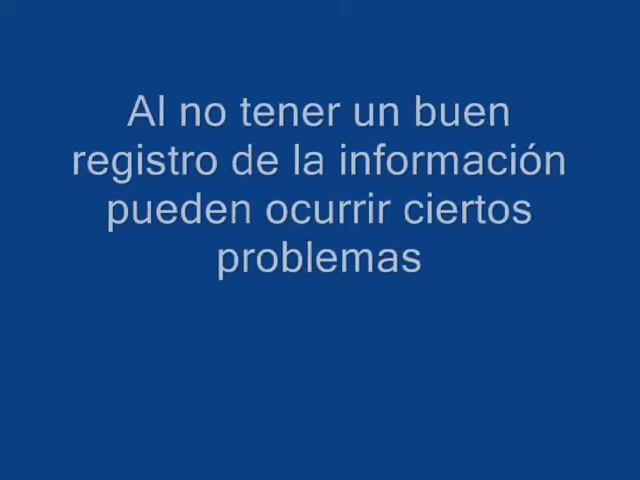 Al no tener un buen
registro de la información
pueden ocurrir ciertos
problemas